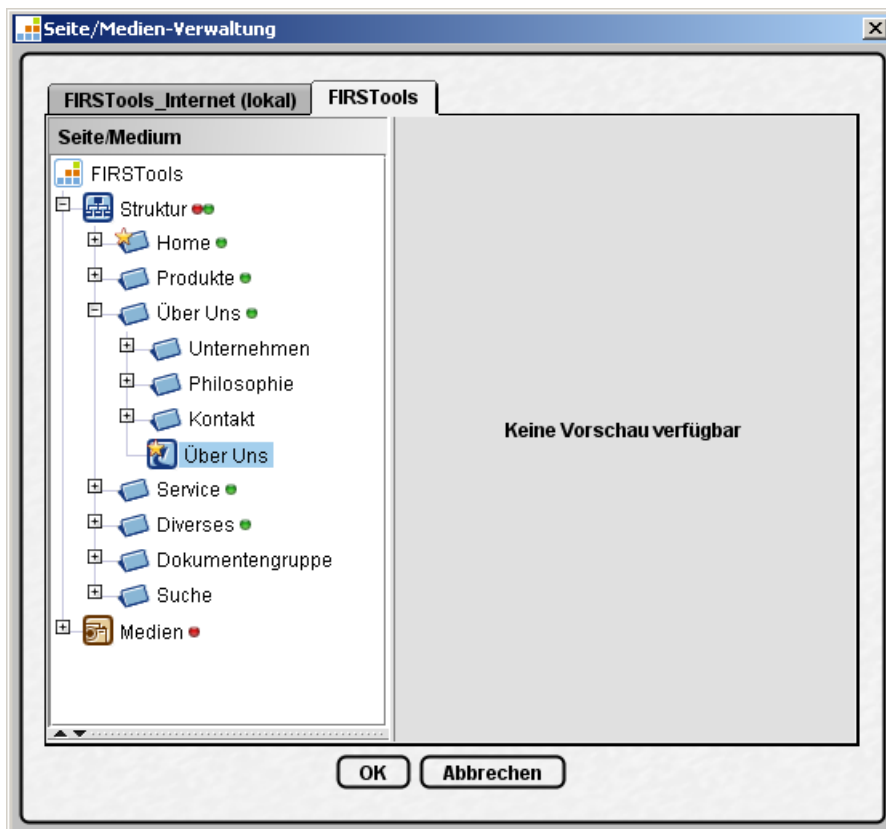 Seite/Medien-Verwaltung
FIRSTools_Internet (lokal) FIRSTools
Seite/Medium
FIRSTools
Struktur
Home
Produkte
Über Uns
Unternehmen
Philosophie
Kontakt
Über Uns
Service
Diverses
Dokumentengruppe
Suche
Medien
Keine Vorschau verfügbar
OK Abbrechen